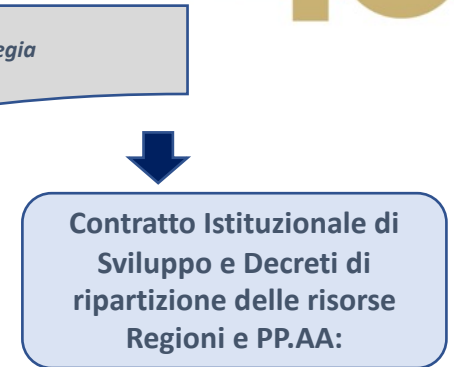 egia
Contratto Istituzionale di
Sviluppo e Decreti di
ripartizione delle risorse
Regioni e PP.AA: